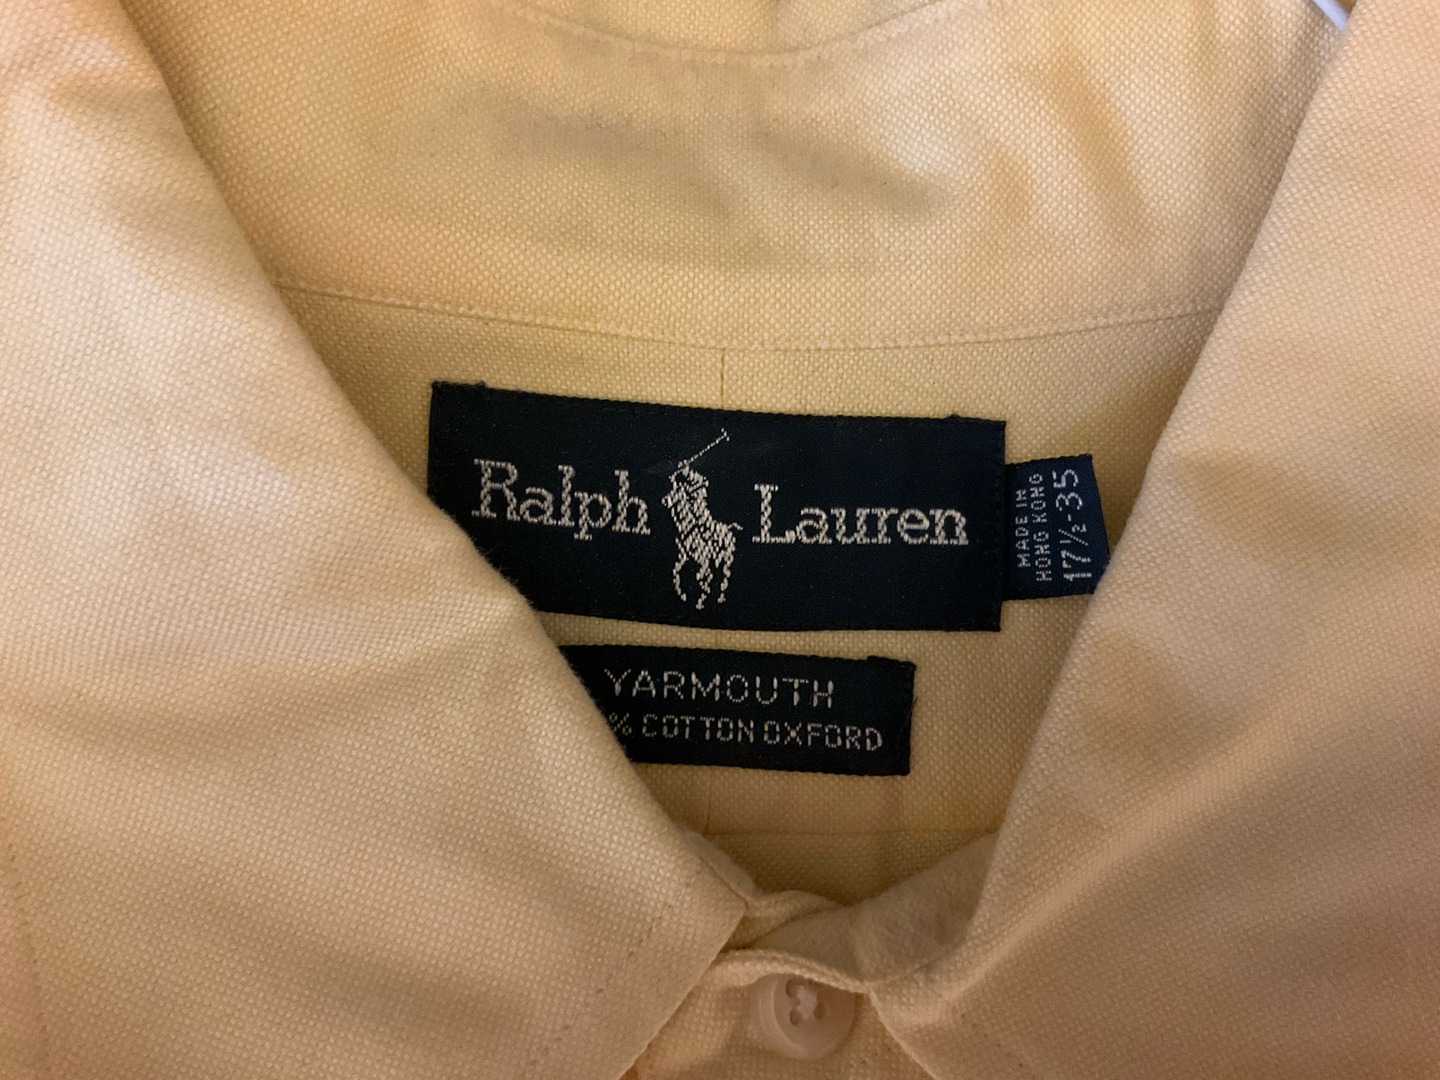 Ralph Lauren
MADE IN
HONG KONG
17½-35
YARMOUTH
% COTTON OXFORD